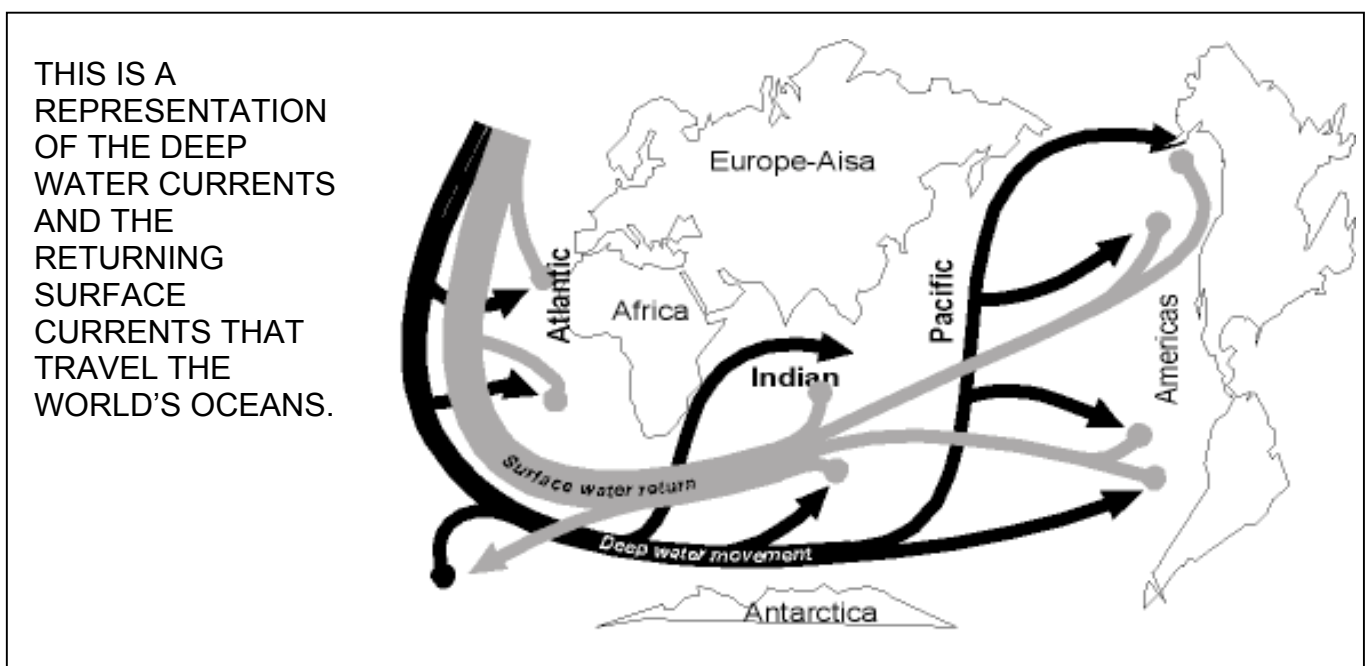 THIS IS A
REPRESENTATION
OF THE DEEP
WATER CURRENTS
AND THE
RETURNING
SURFACE
CURRENTS THAT
TRAVEL THE
WORLD'S OCEANS.
Europe-Aisa
Atlantic
Africa
Pacific
Americas
Indian
Surface water return
Deep water movement
Antarctica